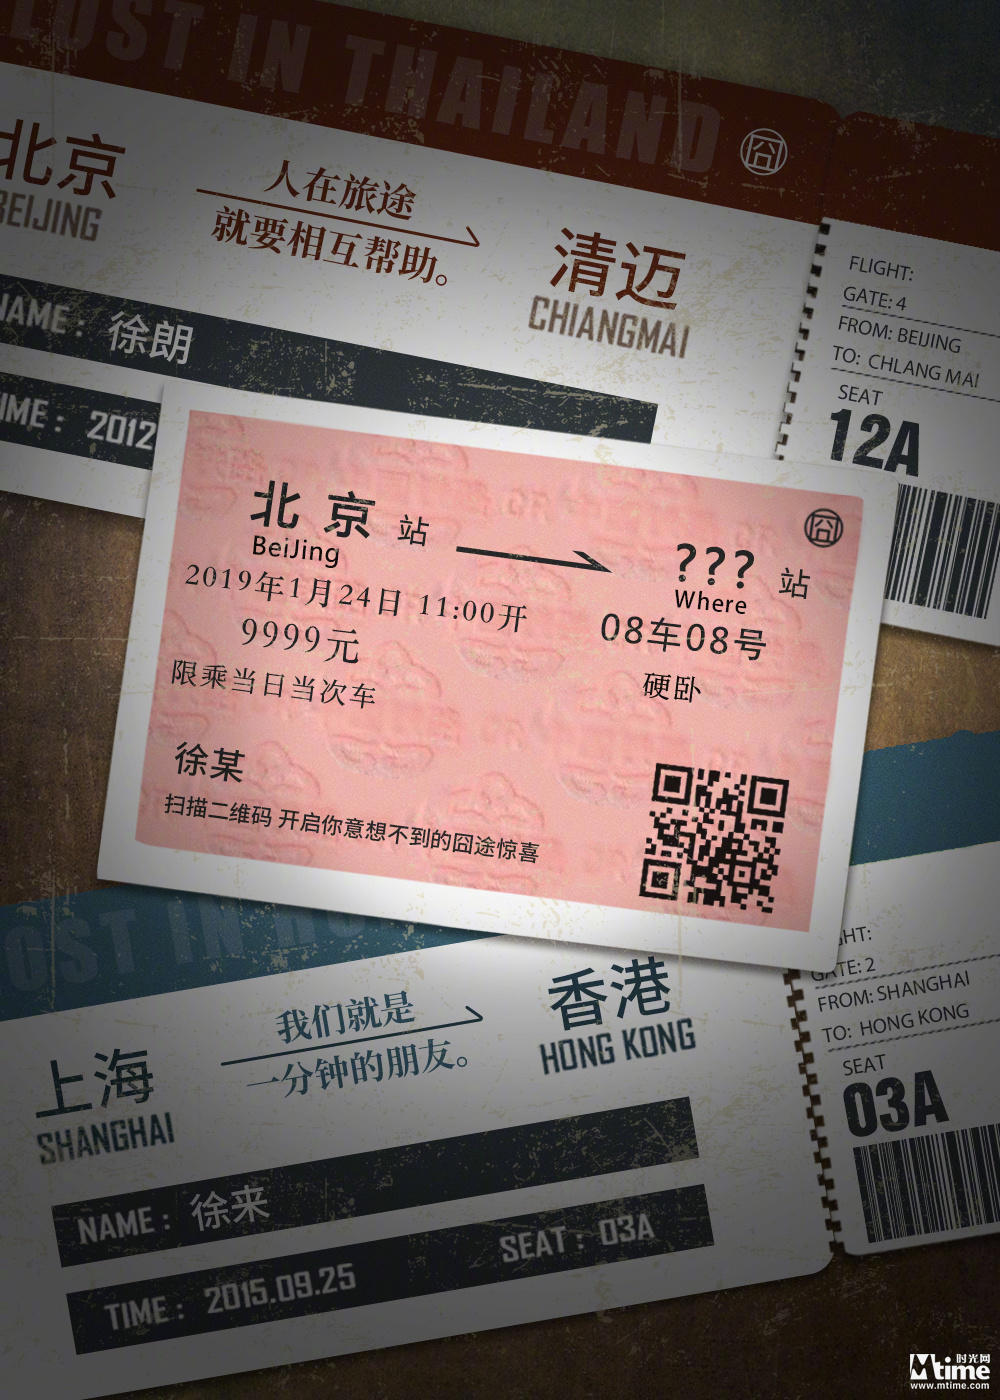 LOST IN THAILAND
囧
北京
BEIJING
人在旅途
就要相互帮助。
清迈
CHIANGMAI
NAME： 徐朗
TIME： 2012
FLIGHT:
GATE: 4
FROM: BEIJING
TO: CHLANG MAI
SEAT
12A
北京 站
BeiJing
??? 站
Where
囧
2019年1月24日 11:00开
08车08号
9999元
硬卧
限乘当日当次车
徐某
扫描二维码 开启你意想不到的囧途惊喜
OST IN HO
上海
SHANGHAI
我们就是
一分钟的朋友。
香港
HONG KONG
NAME： 徐来
TIME： 2015.09.25 SEAT： 03A
GHT:
GATE: 2
FROM: SHANGHAI
TO: HONG KONG
SEAT
03A
Mtime 时光网
www.mtime.com